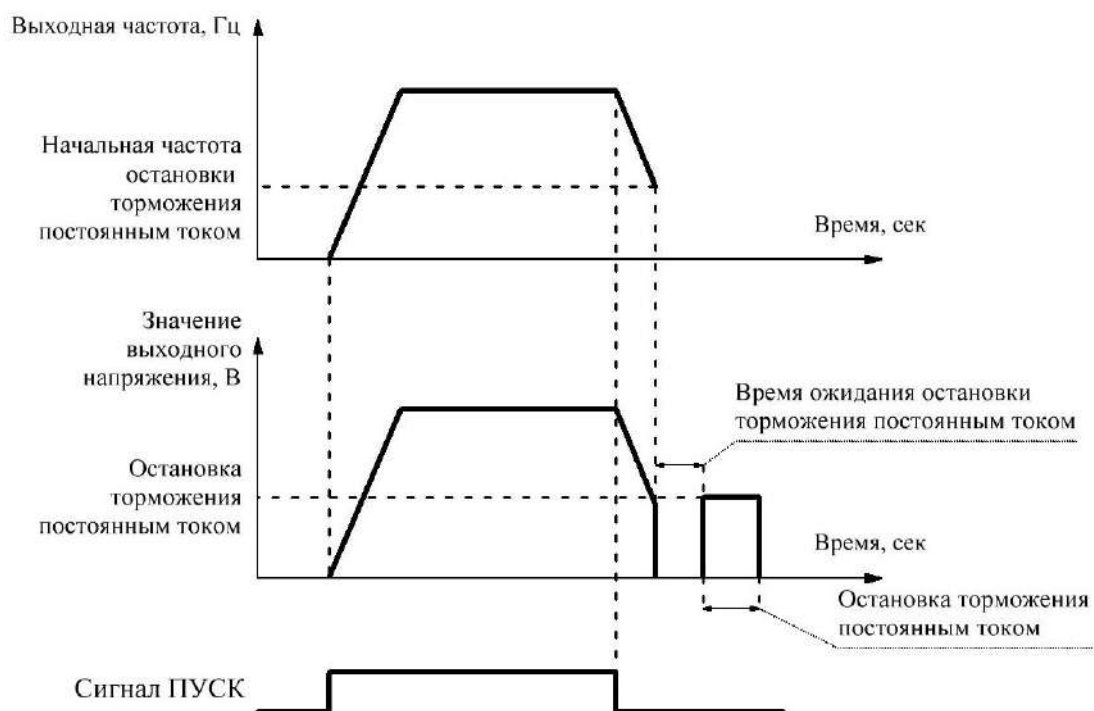 Выходная частота, Гц
Начальная частота
остановки
торможения
постоянным током
Время, сек
Значение
выходного
напряжения, В
Время ожидания остановки
торможения постоянным током
Остановка
торможения
постоянным током
Время, сек
Остановка торможения
постоянным током
Сигнал ПУСК